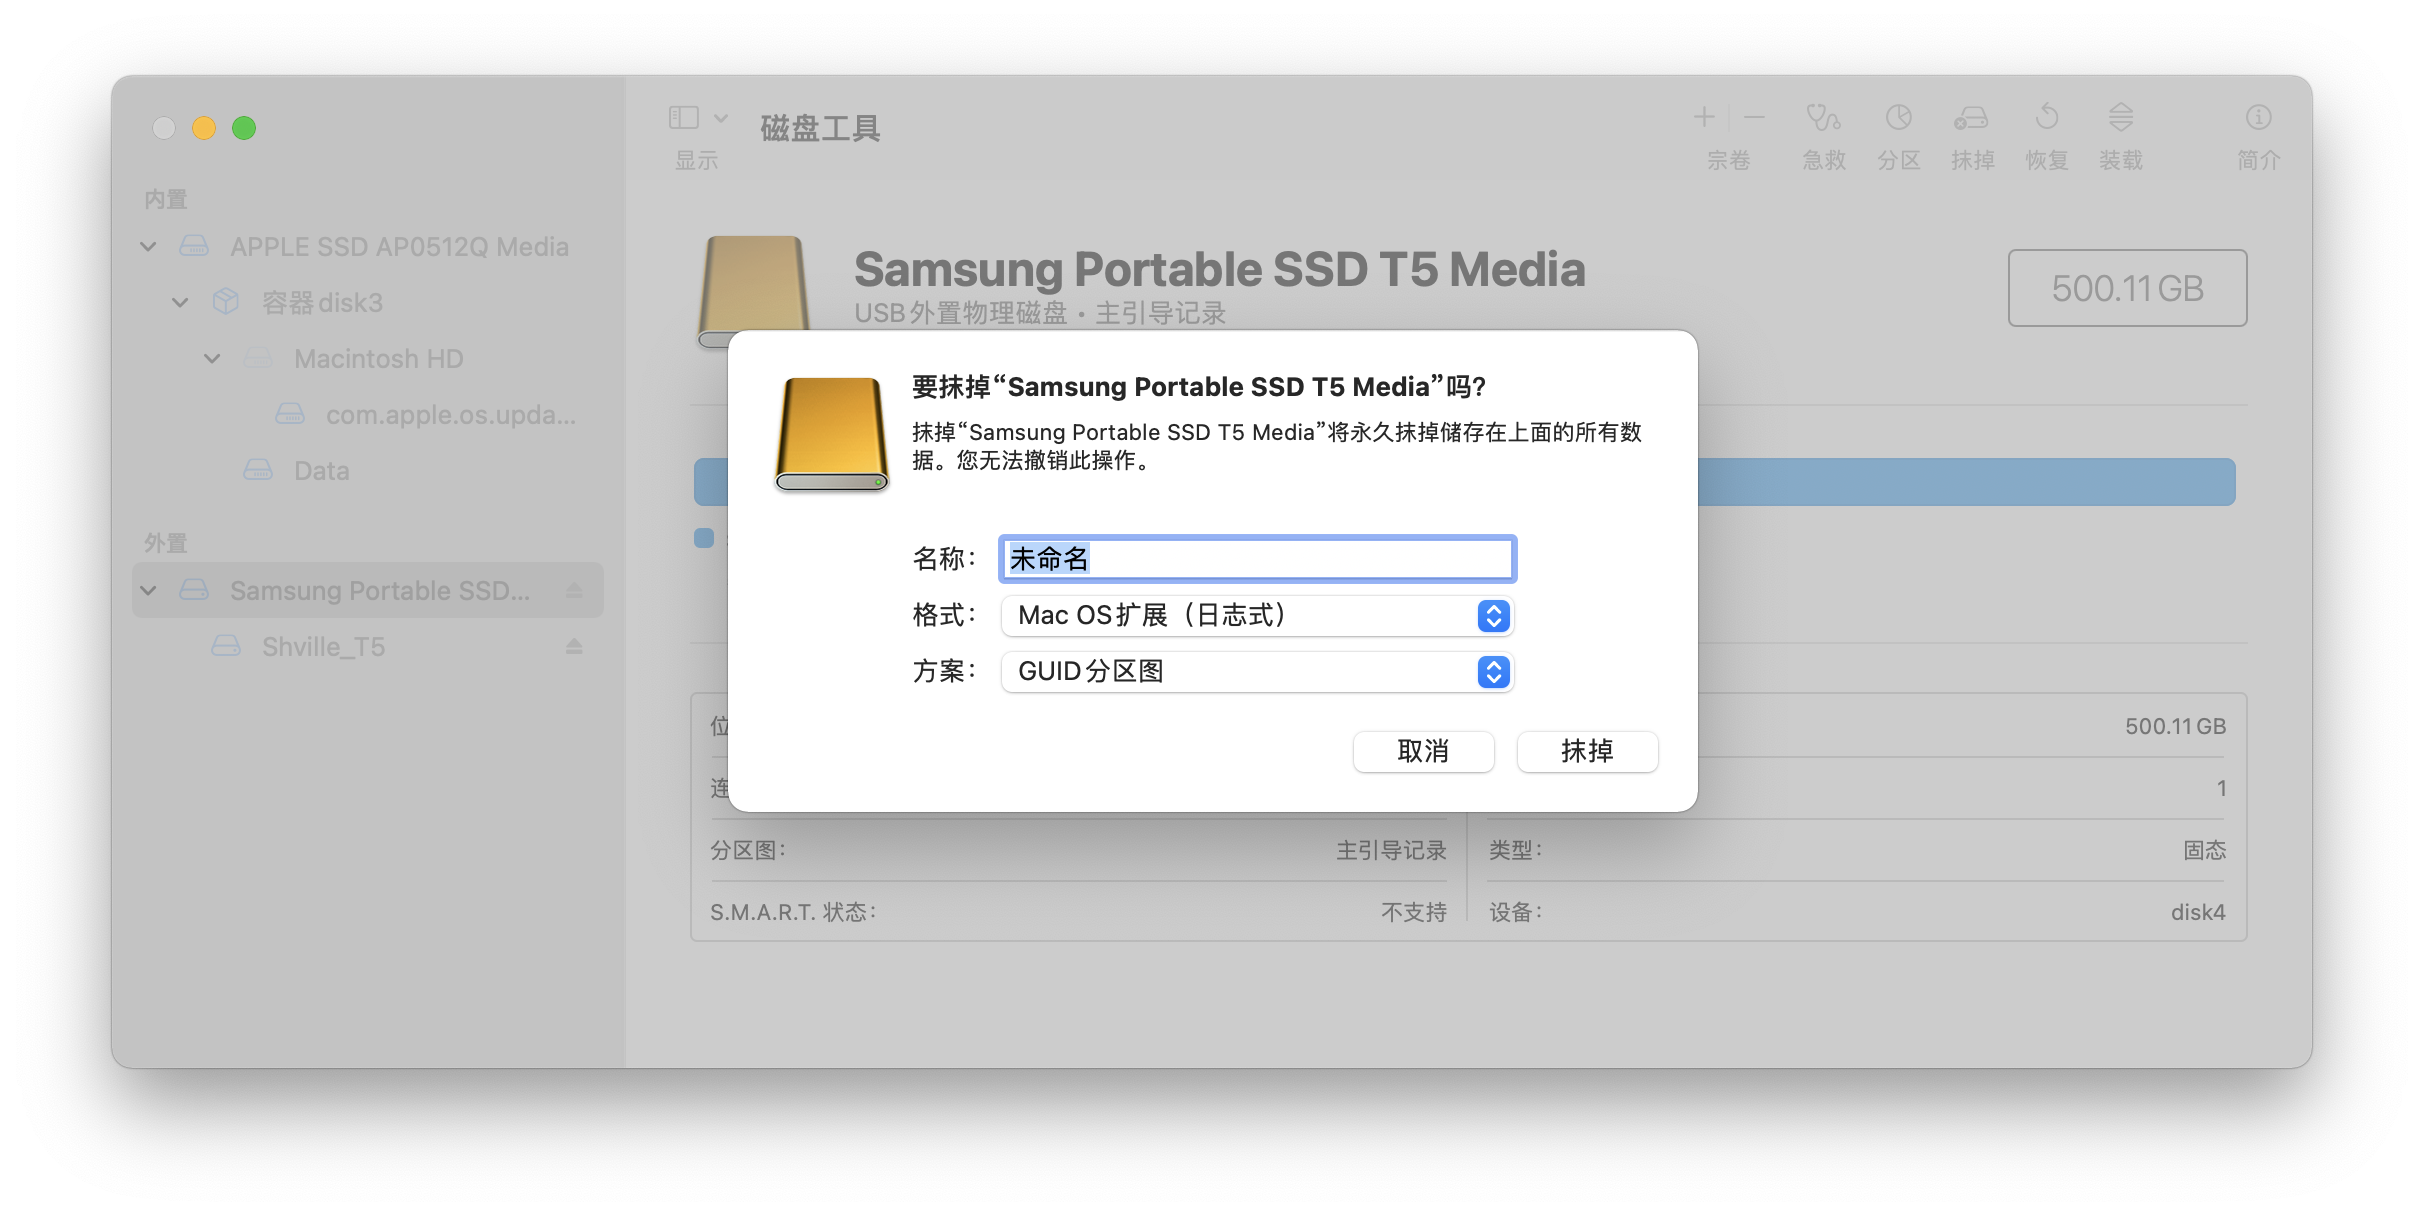 磁盘工具
显示
宗卷
急救
分区
抹掉
恢复
装载
简介
内置
APPLE SSD AP0512Q Media
容器disk3
Macintosh HD
com.apple.os.upda...
Data
外置
Samsung Portable SSD...
Shville_T5
Samsung Portable SSD T5 Media
USB外置物理磁盘 • 主引导记录
500.11 GB
要抹掉“Samsung Portable SSD T5 Media”吗?
抹掉“Samsung Portable SSD T5 Media”将永久抹掉储存在上面的所有数
据。您无法撤销此操作。
名称: 未命名
格式: Mac OS扩展（日志式）
方案: GUID分区图
取消
抹掉
位
500.11 GB
连
1
分区图: 主引导记录
类型: 固态
S.M.A.R.T. 状态: 不支持
设备: disk4